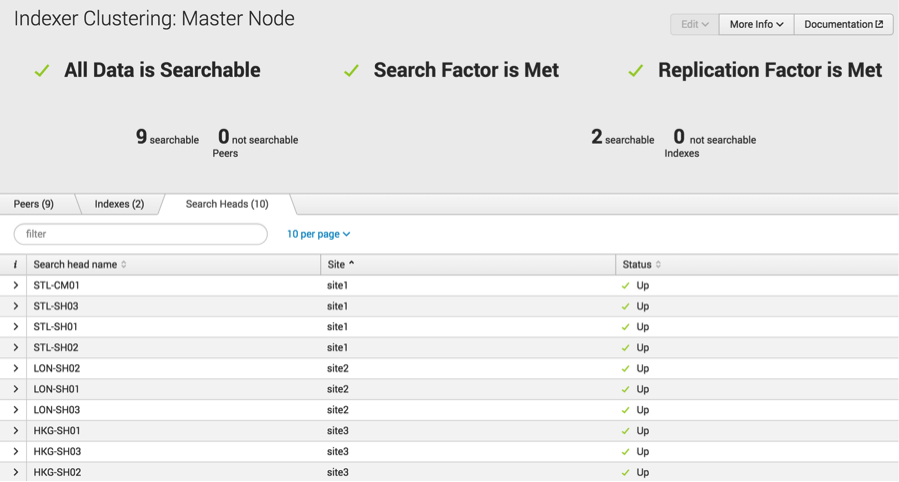 Indexer Clustering: Master Node
Edit More Info Documentation
All Data is Searchable Search Factor is Met Replication Factor is Met
9 searchable 0 not searchable 2 searchable 0 not searchable
Peers Indexes
Peers (9) Indexes (2) Search Heads (10)
filter 10 per page
i Search head name Site Status
STL-CM01 site1 Up
STL-SH03 site1 Up
STL-SH01 site1 Up
STL-SH02 site1 Up
LON-SH02 site2 Up
LON-SH01 site2 Up
LON-SH03 site2 Up
HKG-SH01 site3 Up
HKG-SH03 site3 Up
HKG-SH02 site3 Up